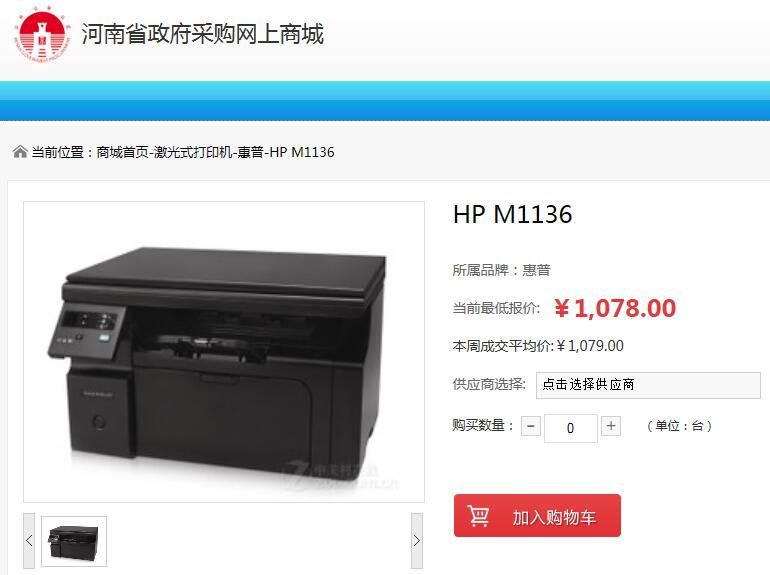 河南省政府采购网上商城
当前位置：商城首页-激光式打印机-惠普-HP M1136
HP M1136
所属品牌：惠普
当前最低报价: ￥1,078.00
本周成交平均价:￥1,079.00
供应商选择: 点击选择供应商
购买数量： - 0 + （单位：台）
加入购物车